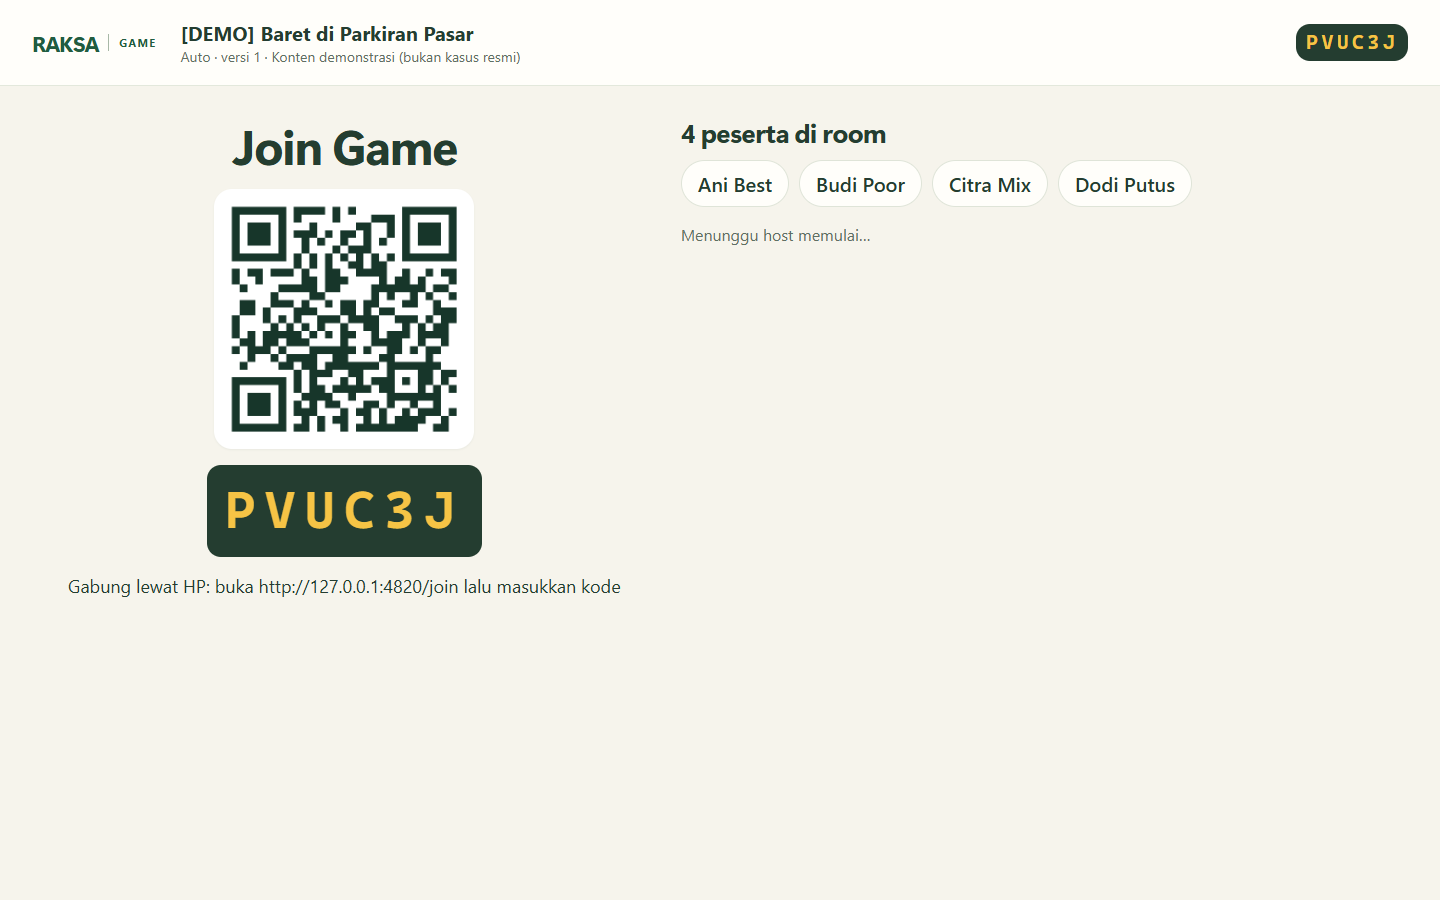 RAKSA GAME
[DEMO] Baret di Parkiran Pasar
Auto · versi 1 · Konten demonstrasi (bukan kasus resmi)
PVUC3J
Join Game
PVUC3J
Gabung lewat HP: buka http://127.0.0.1:4820/join lalu masukkan kode
4 peserta di room
Ani Best Budi Poor Citra Mix Dodi Putus
Menunggu host memulai...